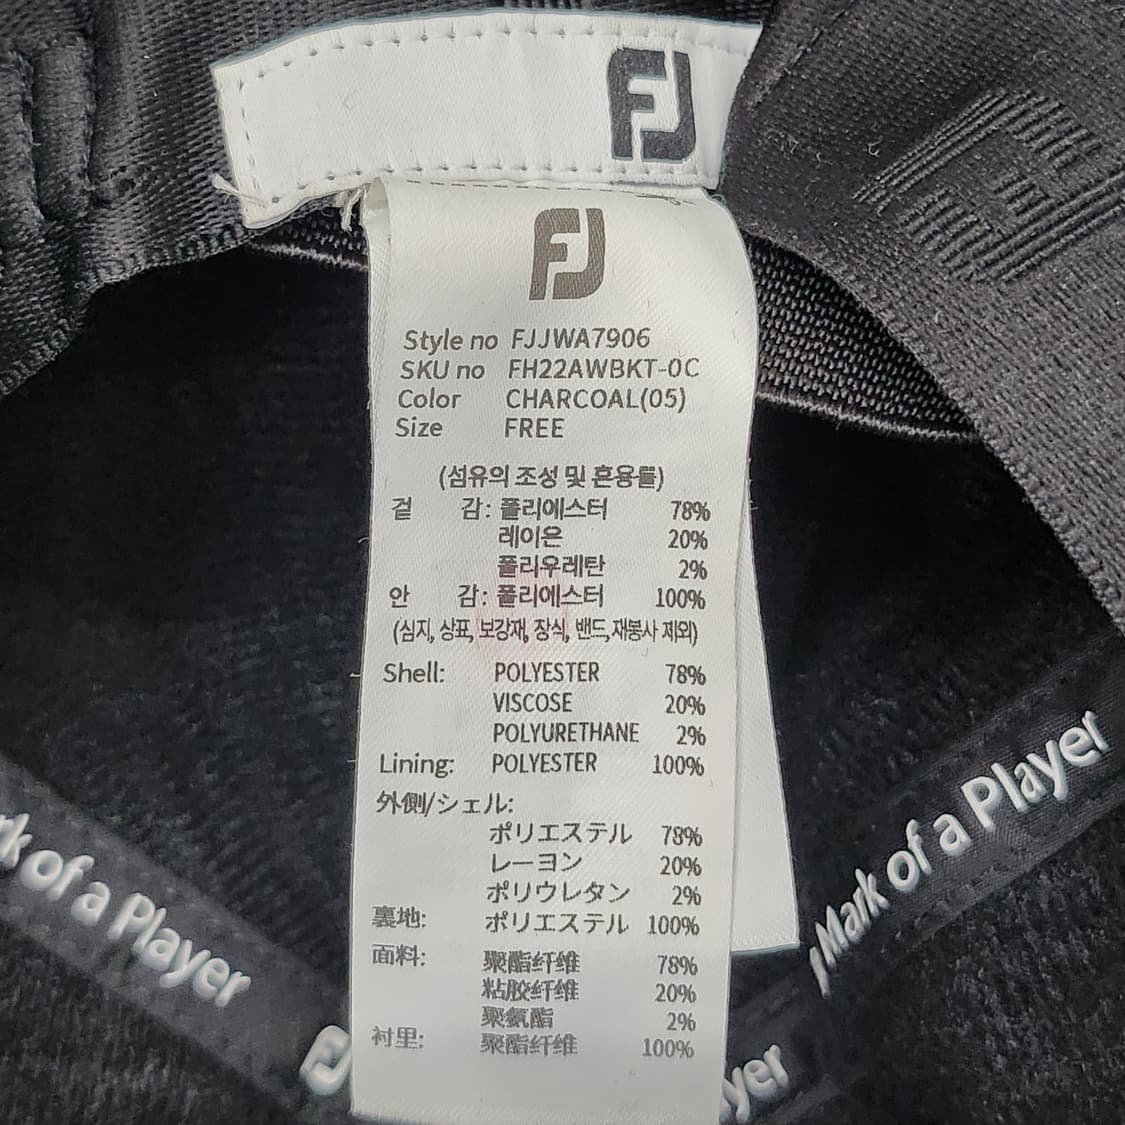 FJ
FJ
Style no FJJWA7906
SKU no FH22AWBKT-0C
Color CHARCOAL(05)
Size FREE
(섬유의 조성 및 혼용률)
겉 감: 폴리에스터 78%
레이온 20%
폴리우레탄 2%
안 감: 폴리에스터 100%
(심지, 상표, 보강재, 장식, 밴드,재봉사 제외)
Shell: POLYESTER 78%
VISCOSE 20%
POLYURETHANE 2%
Lining: POLYESTER 100%
外側/シェル:
ポリエステル 78%
レーヨン 20%
ポリウレタン 2%
裏地: ポリエステル 100%
面料: 聚酯纤维 78%
粘胶纤维 20%
聚氨酯 2%
衬里: 聚酯纤维 100%
of a Player
FJ
Mark of a Player